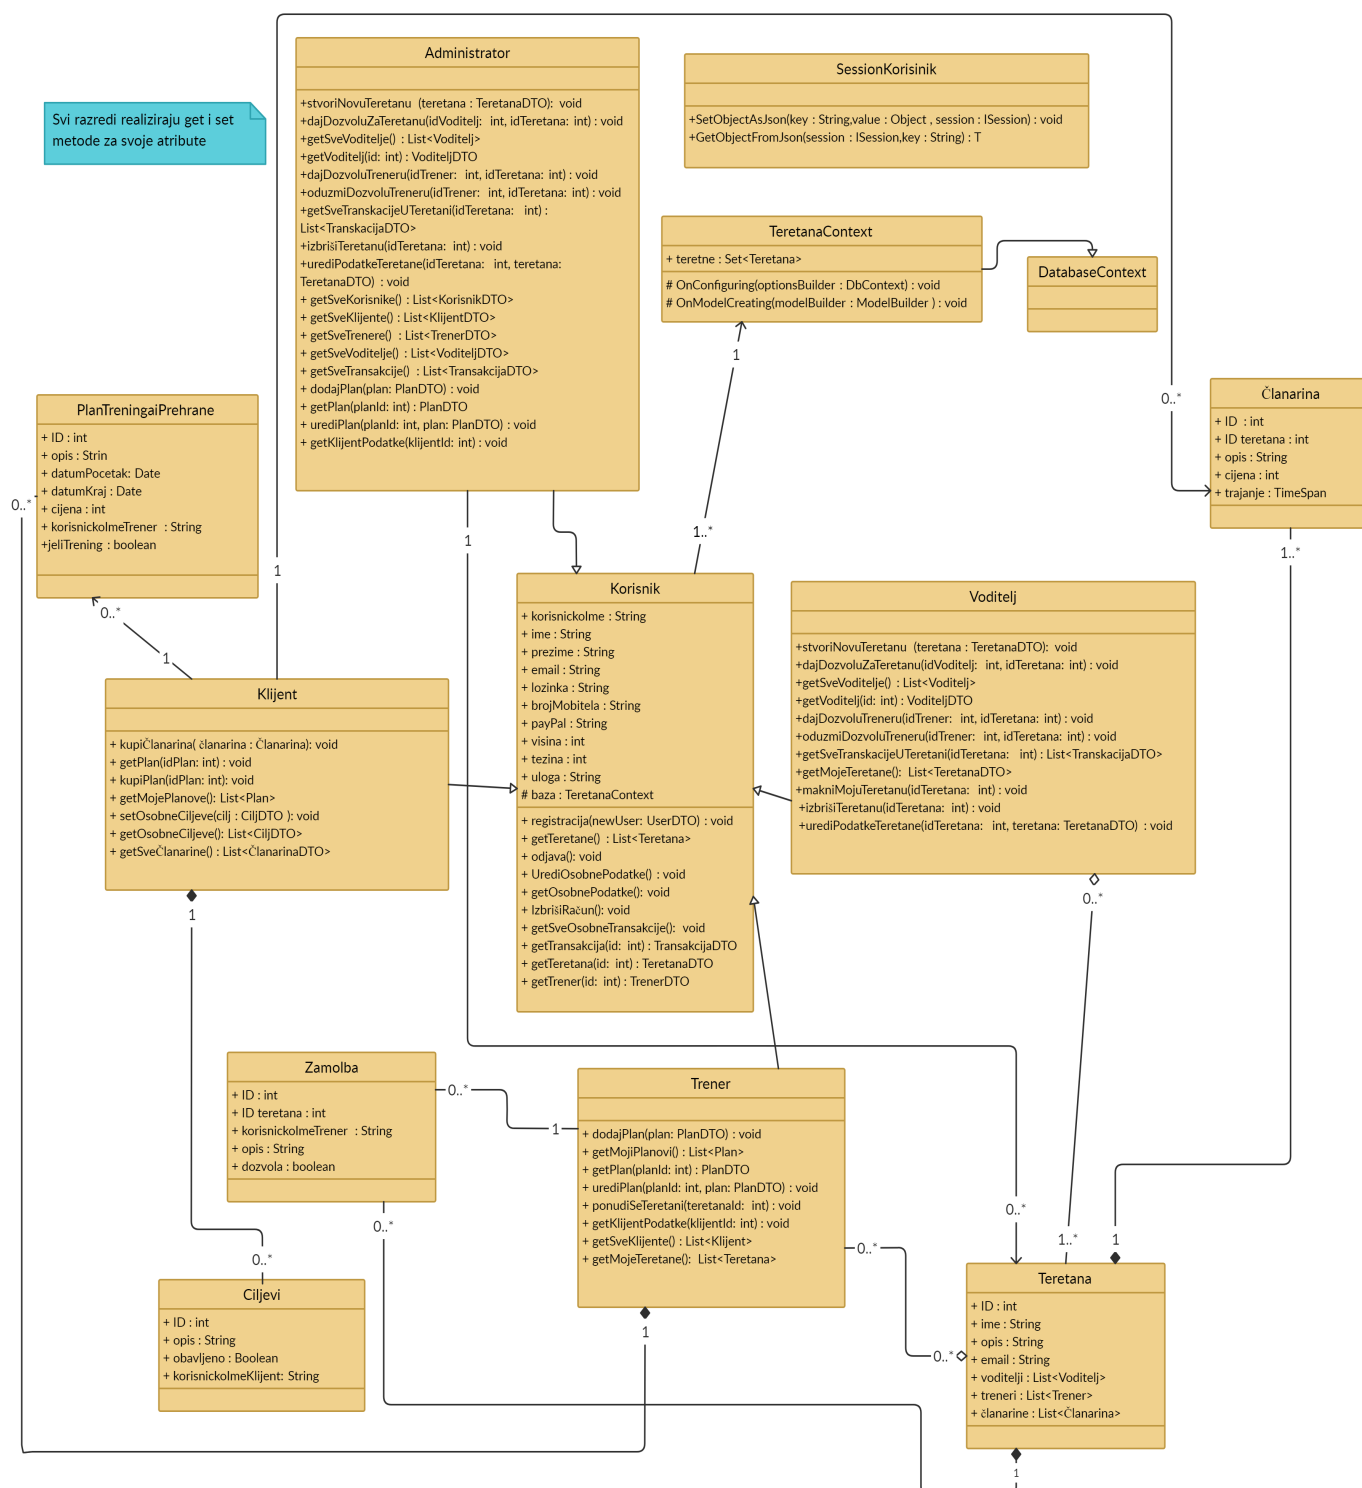 Svi razredi realiziraju get i set
metode za svoje atribute
Administrator
+stvoriNovuTeretanu (teretana : TeretanaDTO): void
+dajDozvoluZaTeretanu(idVoditelj: int, idTeretana: int) : void
+getSveVoditelje() : List<Voditelj>
+getVoditelj(id: int) : VoditeljDTO
+dajDozvoluTreneru(idTrener: int, idTeretana: int) : void
+oduzmiDozvoluTreneru(idTrener: int, idTeretana: int) : void
+getSveTranskacijeUTeretani(idTeretana: int) :
List<TranskacijaDTO>
+izbrišiTeretanu(idTeretana: int) : void
+urediPodatkeTeretane(idTeretana: int, teretana:
TeretanaDTO) : void
+ getSveKorisnike() : List<KorisnikDTO>
+ getSveKlijente() : List<KlijentDTO>
+ getSveTrenere() : List<TrenerDTO>
+ getSveVoditelje() : List<VoditeljDTO>
+ getSveTransakcije() : List<TransakcijaDTO>
+ dodajPlan(plan: PlanDTO) : void
+ getPlan(planId: int) : PlanDTO
+ urediPlan(planId: int, plan: PlanDTO) : void
+ getKlijentPodatke(klijentId: int) : void
SessionKorisinik
+SetObjectAsJson(key : String,value : Object , session : ISession) : void
+GetObjectFromJson(session : ISession,key : String) : T
TeretanaContext
+ teretne : Set<Teretana>
# OnConfiguring(optionsBuilder : DbContext) : void
# OnModelCreating(modelBuilder : ModelBuilder ) : void
DatabaseContext
1
0..*
Članarina
+ ID : int
+ ID teretana : int
+ opis : String
+ cijena : int
+ trajanje : TimeSpan
PlanTreningaiPrehrane
+ ID : int
+ opis : Strin
+ datumPocetak: Date
+ datumKraj : Date
+ cijena : int
+ korisnickoImeTrener : String
+jeliTrening : boolean
0..*
1
1..*
1..*
1
0..*
1
Korisnik
+ korisnickoIme : String
+ ime : String
+ prezime : String
+ email : String
+ lozinka : String
+ brojMobitela : String
+ payPal : String
+ visina : int
+ tezina : int
+ uloga : String
# baza : TeretanaContext
+ registracija(newUser: UserDTO) : void
+ getTeretane() : List<Teretana>
+ odjava(): void
+ UrediOsobnePodatke() : void
+ getOsobnePodatke(): void
+ IzbrišiRačun(): void
+ getSveOsobneTransakcije(): void
+ getTransakcija(id: int) : TransakcijaDTO
+ getTeretana(id: int) : TeretanaDTO
+ getTrener(id: int) : TrenerDTO
Voditelj
+stvoriNovuTeretanu (teretana : TeretanaDTO): void
+dajDozvoluZaTeretanu(idVoditelj: int, idTeretana: int) : void
+getSveVoditelje() : List<Voditelj>
+getVoditelj(id: int) : VoditeljDTO
+dajDozvoluTreneru(idTrener: int, idTeretana: int) : void
+oduzmiDozvoluTreneru(idTrener: int, idTeretana: int) : void
+getSveTranskacijeUTeretani(idTeretana: int) : List<TranskacijaDTO>
+getMojeTeretane(): List<TeretanaDTO>
+makniMojuTeretanu(idTeretana: int) : void
+izbrišiTeretanu(idTeretana: int) : void
+urediPodatkeTeretane(idTeretana: int, teretana: TeretanaDTO) : void
1
Klijent
+ kupiČlanarina( članarina : Članarina): void
+ getPlan(idPlan: int) : void
+ kupiPlan(idPlan: int): void
+ getMojePlanove(): List<Plan>
+ setOsobneCiljeve(cilj : CiljDTO ): void
+ getOsobneCiljeve(): List<CiljDTO>
+ getSveČlanarine() : List<ČlanarinaDTO>
1
0..*
Zamolba
+ ID : int
+ ID teretana : int
+ korisnickoImeTrener : String
+ opis : String
+ dozvola : boolean
0..*
1
Trener
+ dodajPlan(plan: PlanDTO) : void
+ getMojiPlanovi() : List<Plan>
+ getPlan(planId: int) : PlanDTO
+ urediPlan(planId: int, plan: PlanDTO) : void
+ ponudiSeTeretani(teretanaId: int) : void
+ getKlijentPodatke(klijentId: int) : void
+ getSveKlijente() : List<Klijent>
+ getMojeTeretane(): List<Teretana>
0..*
0..*
1..*
1
0..*
0..*
Ciljevi
+ ID : int
+ opis : String
+ obavljeno : Boolean
+ korisnickoImeKlijent: String
1
0..*
Teretana
+ ID : int
+ ime : String
+ opis : String
+ email : String
+ voditelji : List<Voditelj>
+ treneri : List<Trener>
+ članarine : List<Članarina>
1